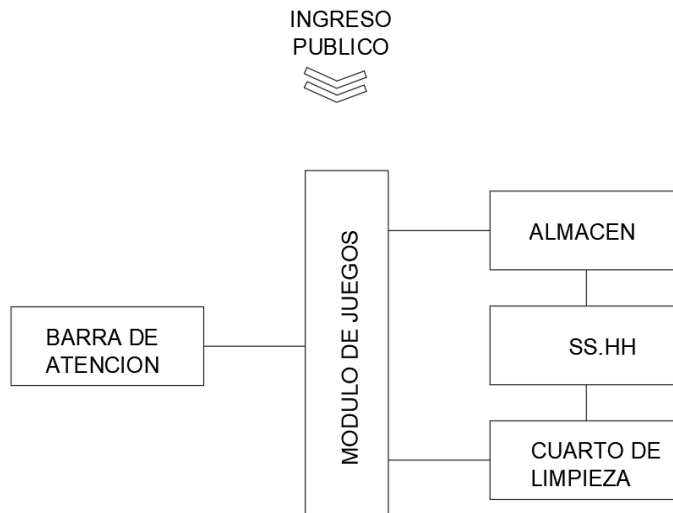 INGRESO
PUBLICO
ALMACEN
MODULO DE JUEGOS
BARRA DE
ATENCION
SS.HH
CUARTO DE
LIMPIEZA